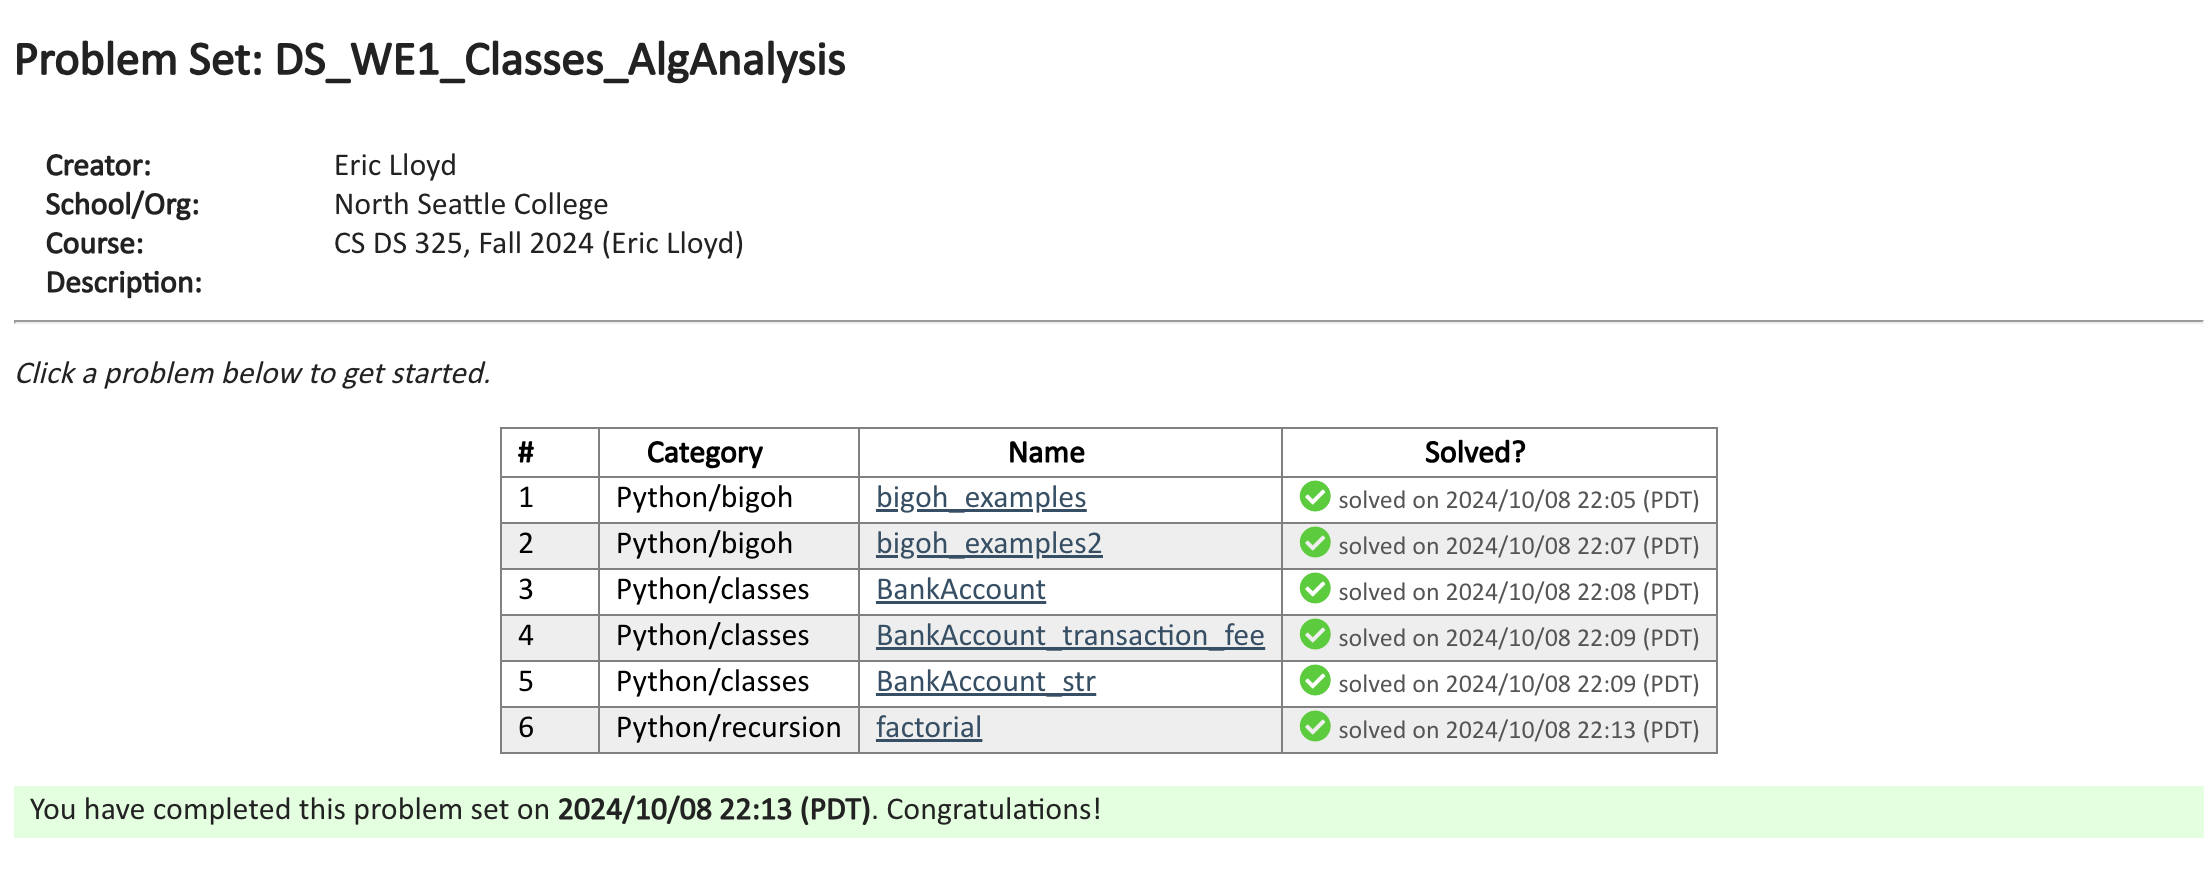 Problem Set: DS_WE1_Classes_AlgAnalysis
Creator: Eric Lloyd
School/Org: North Seattle College
Course: CS DS 325, Fall 2024 (Eric Lloyd)
Description:
Click a problem below to get started.
# Category Name Solved?
1 Python/bigoh bigoh_examples solved on 2024/10/08 22:05 (PDT)
2 Python/bigoh bigoh_examples2 solved on 2024/10/08 22:07 (PDT)
3 Python/classes BankAccount solved on 2024/10/08 22:08 (PDT)
4 Python/classes BankAccount_transaction_fee solved on 2024/10/08 22:09 (PDT)
5 Python/classes BankAccount_str solved on 2024/10/08 22:09 (PDT)
6 Python/recursion factorial solved on 2024/10/08 22:13 (PDT)
You have completed this problem set on 2024/10/08 22:13 (PDT). Congratulations!